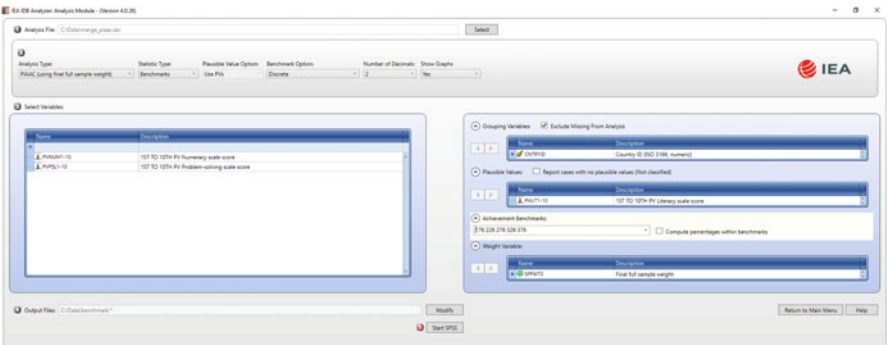 IEA IDB Analyzer Analysis Module - (Version 4.0.26)
Analysis File: C:\Data\merge_piaac.sav
Select
Analysis Type: Statistic Type: Plausible Value Option: Benchmark Option: Number of Decimals: Show Graphs:
PIAAC (using final full sample weight) Benchmarks Use PVs Discrete 2 Yes
IEA
Select Variables:
Name Description
PVNUM1-10 1ST TO 10TH PV Numeracy scale score
PVPSL1-10 1ST TO 10TH PV Problem-solving scale score
Grouping Variables: Exclude Missing From Analysis
Name Description
CNTRYID Country ID (ISO 3166, numeric)
Plausible Values: Report cases with no plausible values (Not classified)
Name Description
PVLIT1-10 1ST TO 10TH PV Literacy scale score
Achievement Benchmarks:
176 226 276 326 376
Compute percentages within benchmarks
Weight Variable:
Name Description
SPFWT0 Final full sample weight
Output Files: C:\Data\benchmark.*
Modify
Return to Main Menu
Help
Start SPSS